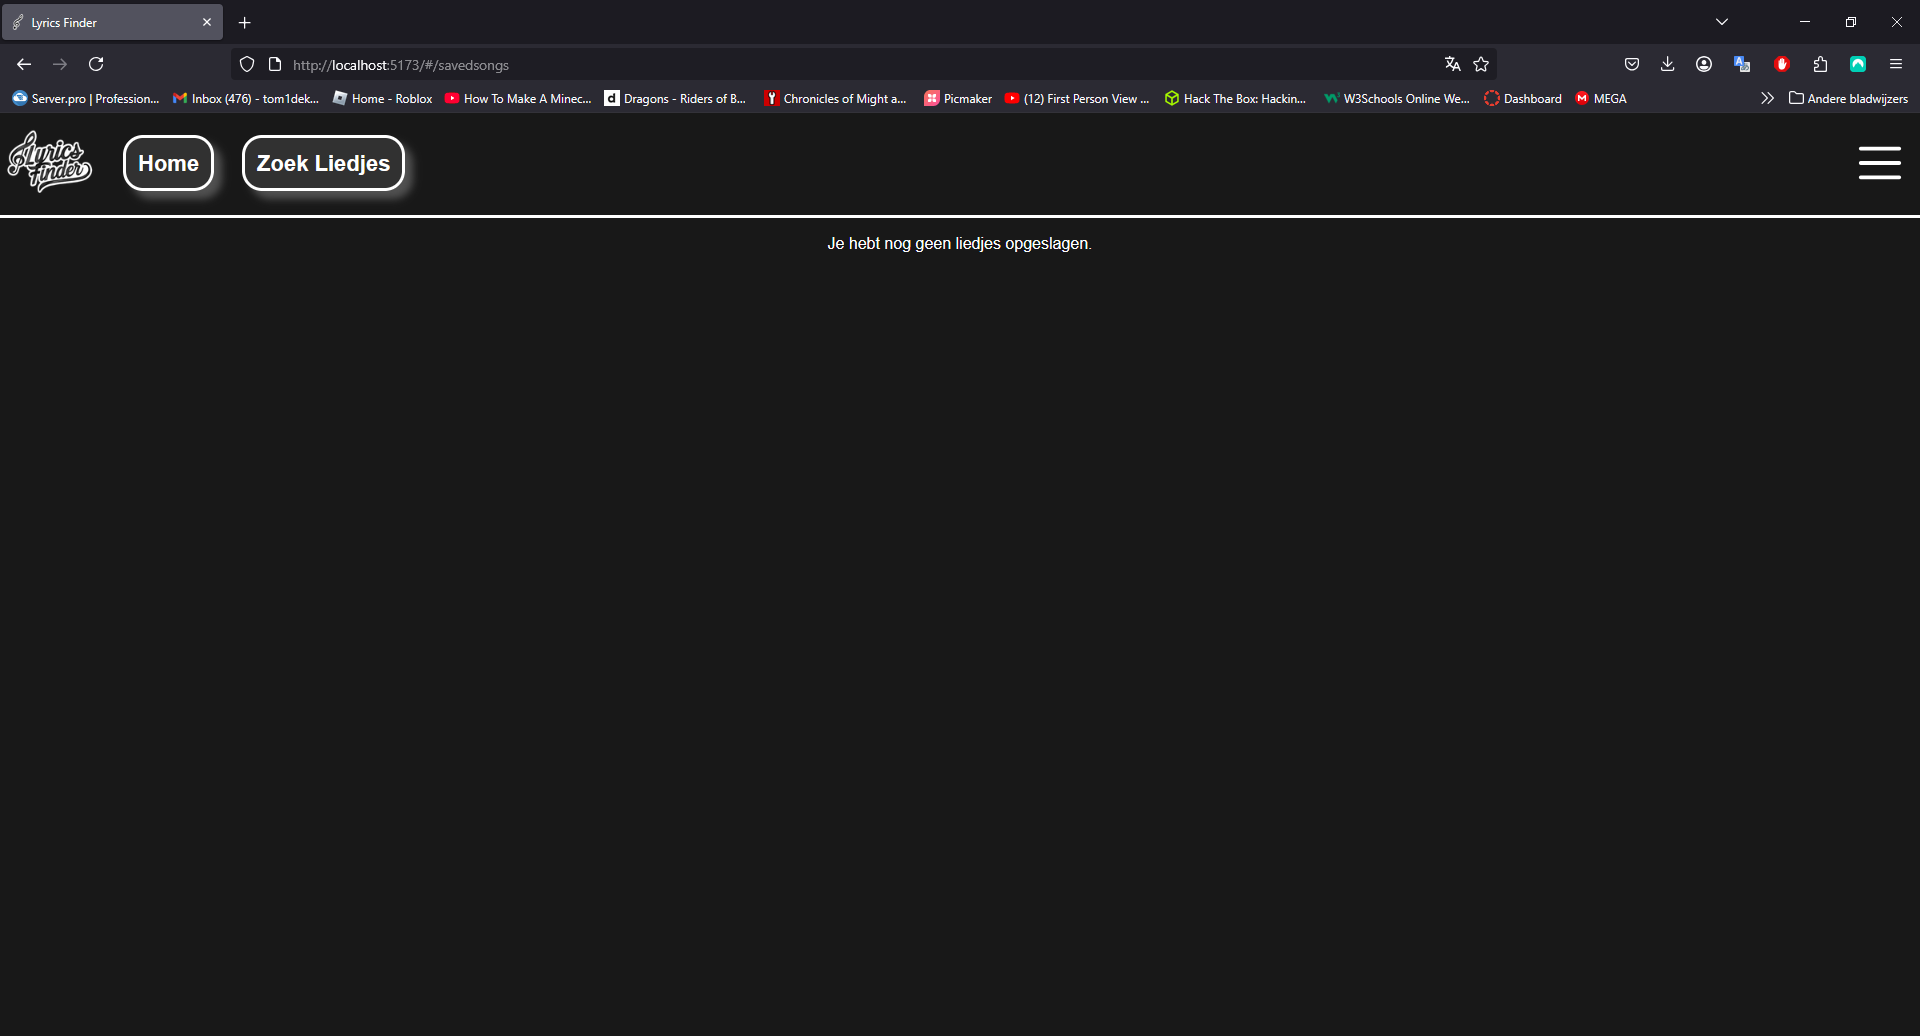 Lyrics Finder
http://localhost:5173/#/savedsongs
Server.pro | Profession...
Inbox (476) - tom1dek...
Home - Roblox
How To Make A Minec...
Dragons - Riders of B...
Chronicles of Might a...
Picmaker
(12) First Person View ...
Hack The Box: Hackin...
W3Schools Online We...
Dashboard
MEGA
Andere bladwijzers
Lyrics
Finder
Home
Zoek Liedjes
Je hebt nog geen liedjes opgeslagen.